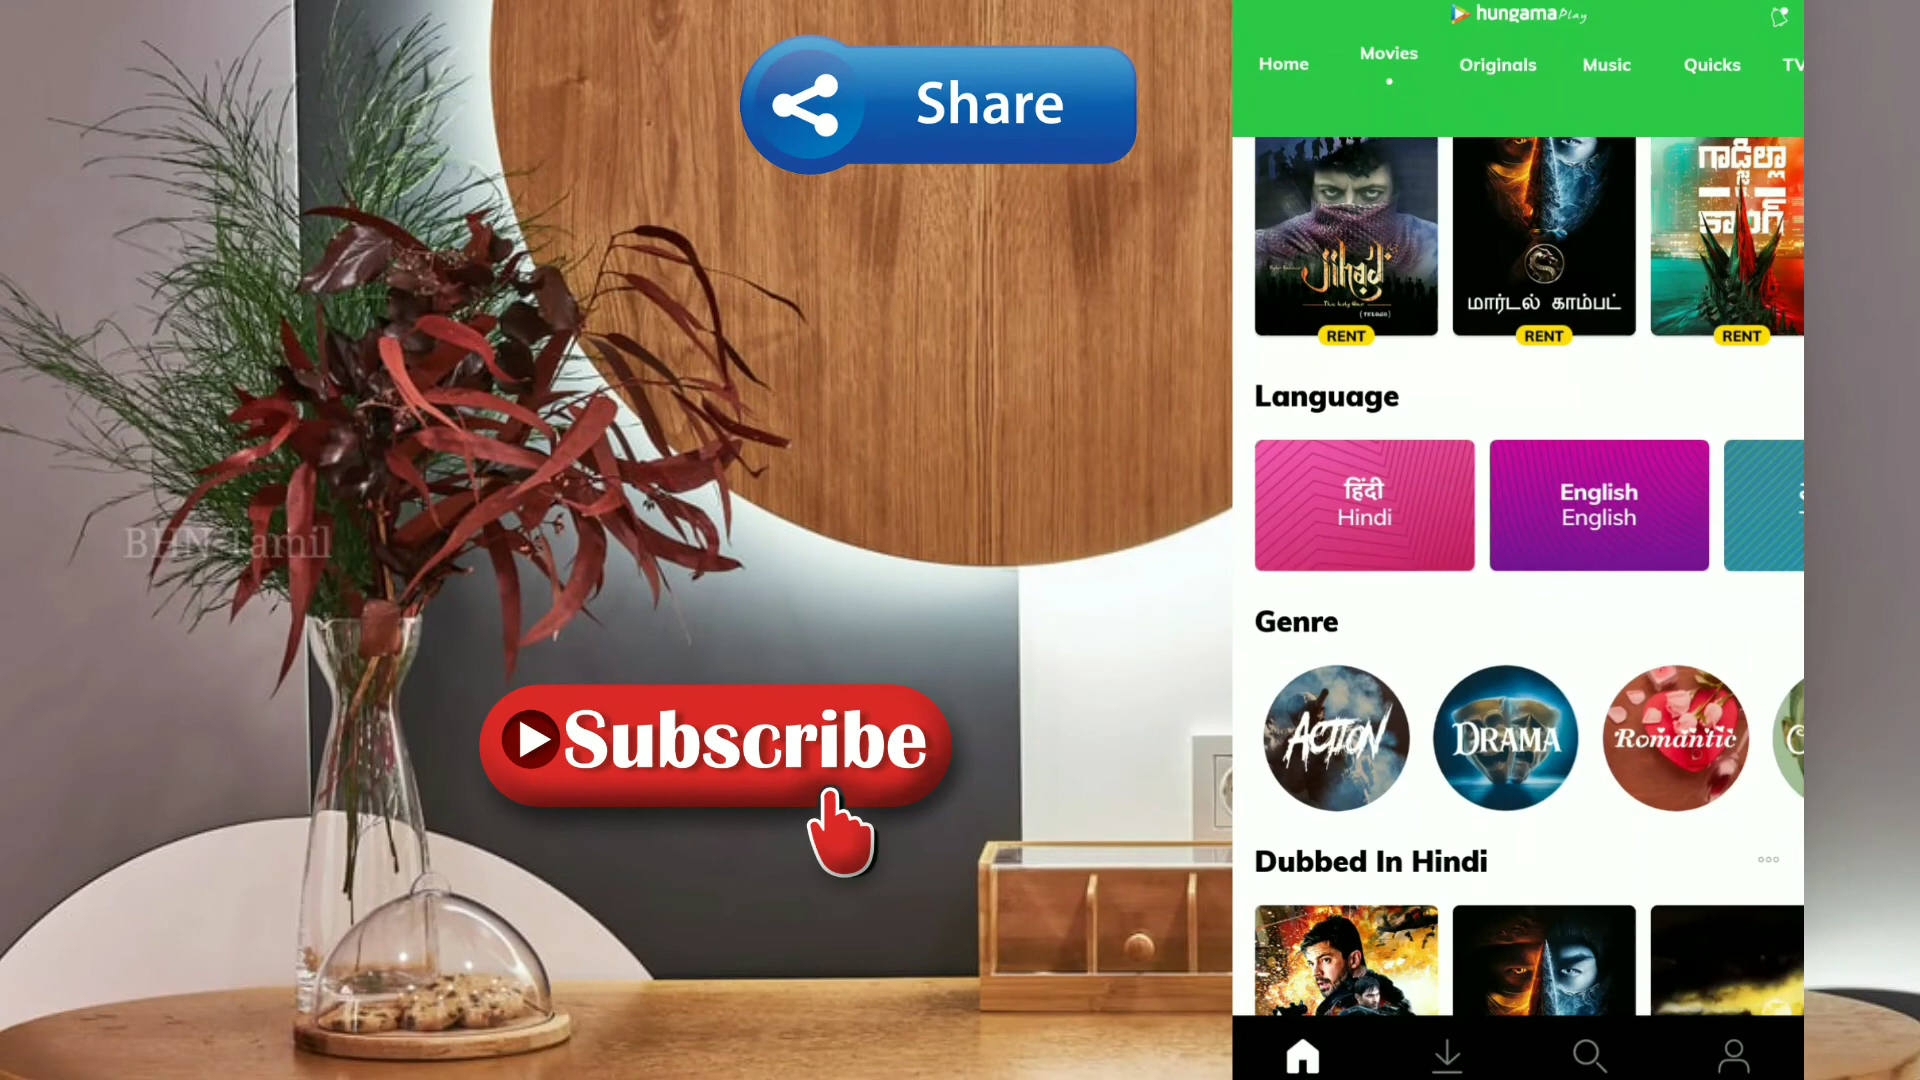 Share
BHN Tamil
Subscribe
hungama Play
Home
Movies
Originals
Music
Quicks
TV
Jihad
(TELUGU)
மார்டல் காம்பட்
గాడ్జిల్లా
కాంగ్
RENT
RENT
RENT
Language
हिंदी
Hindi
English
English
Genre
ACTION
DRAMA
Romantic
C
Dubbed In Hindi